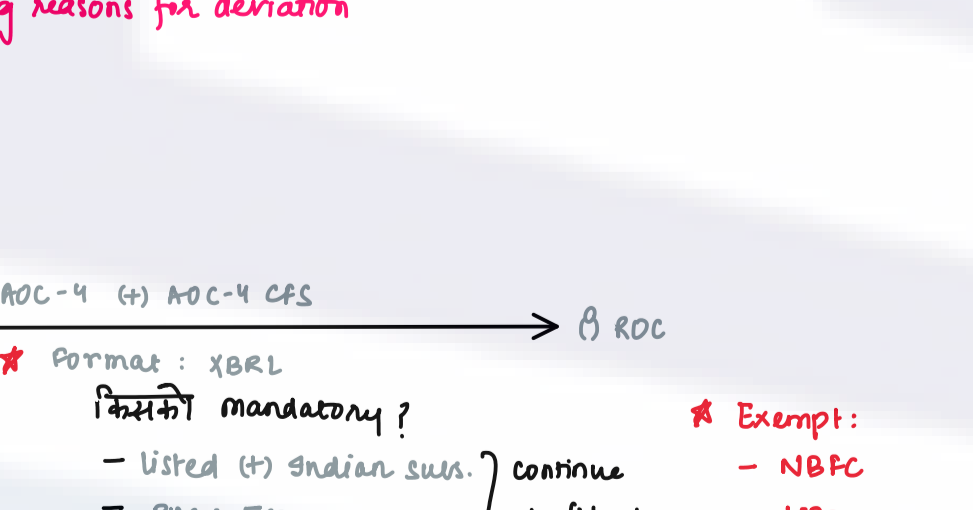 reasons for deviation
AOC-4 (+) AOC-4 CFS
ROC
★ Format : XBRL
किसको mandatory ?
★ Exempt :
- listed (+) Indian subs. } continue
- NBFC